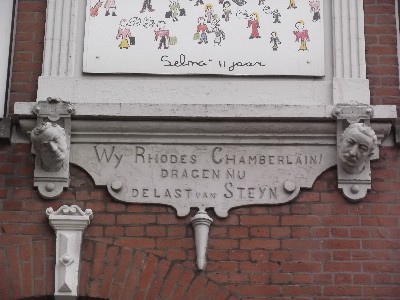 Selma - 11 jaar
Wy Rhodes Chamberlain!
dragen nu
de last van Steyn